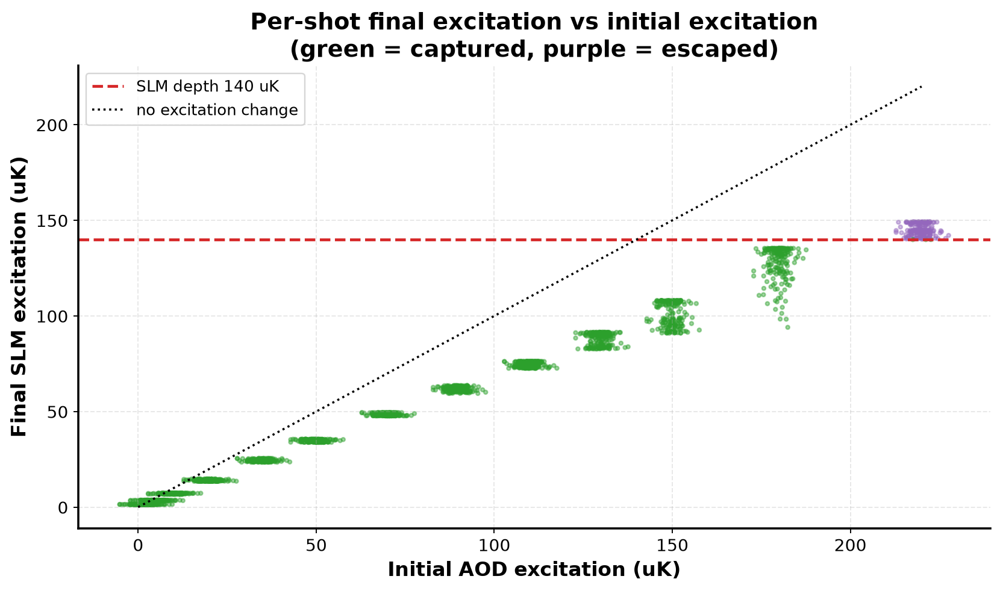 Per-shot final excitation vs initial excitation
(green = captured, purple = escaped)
SLM depth 140 uK
no excitation change
Final SLM excitation (uK)
200
150
100
50
0
0 50 100 150 200
Initial AOD excitation (uK)